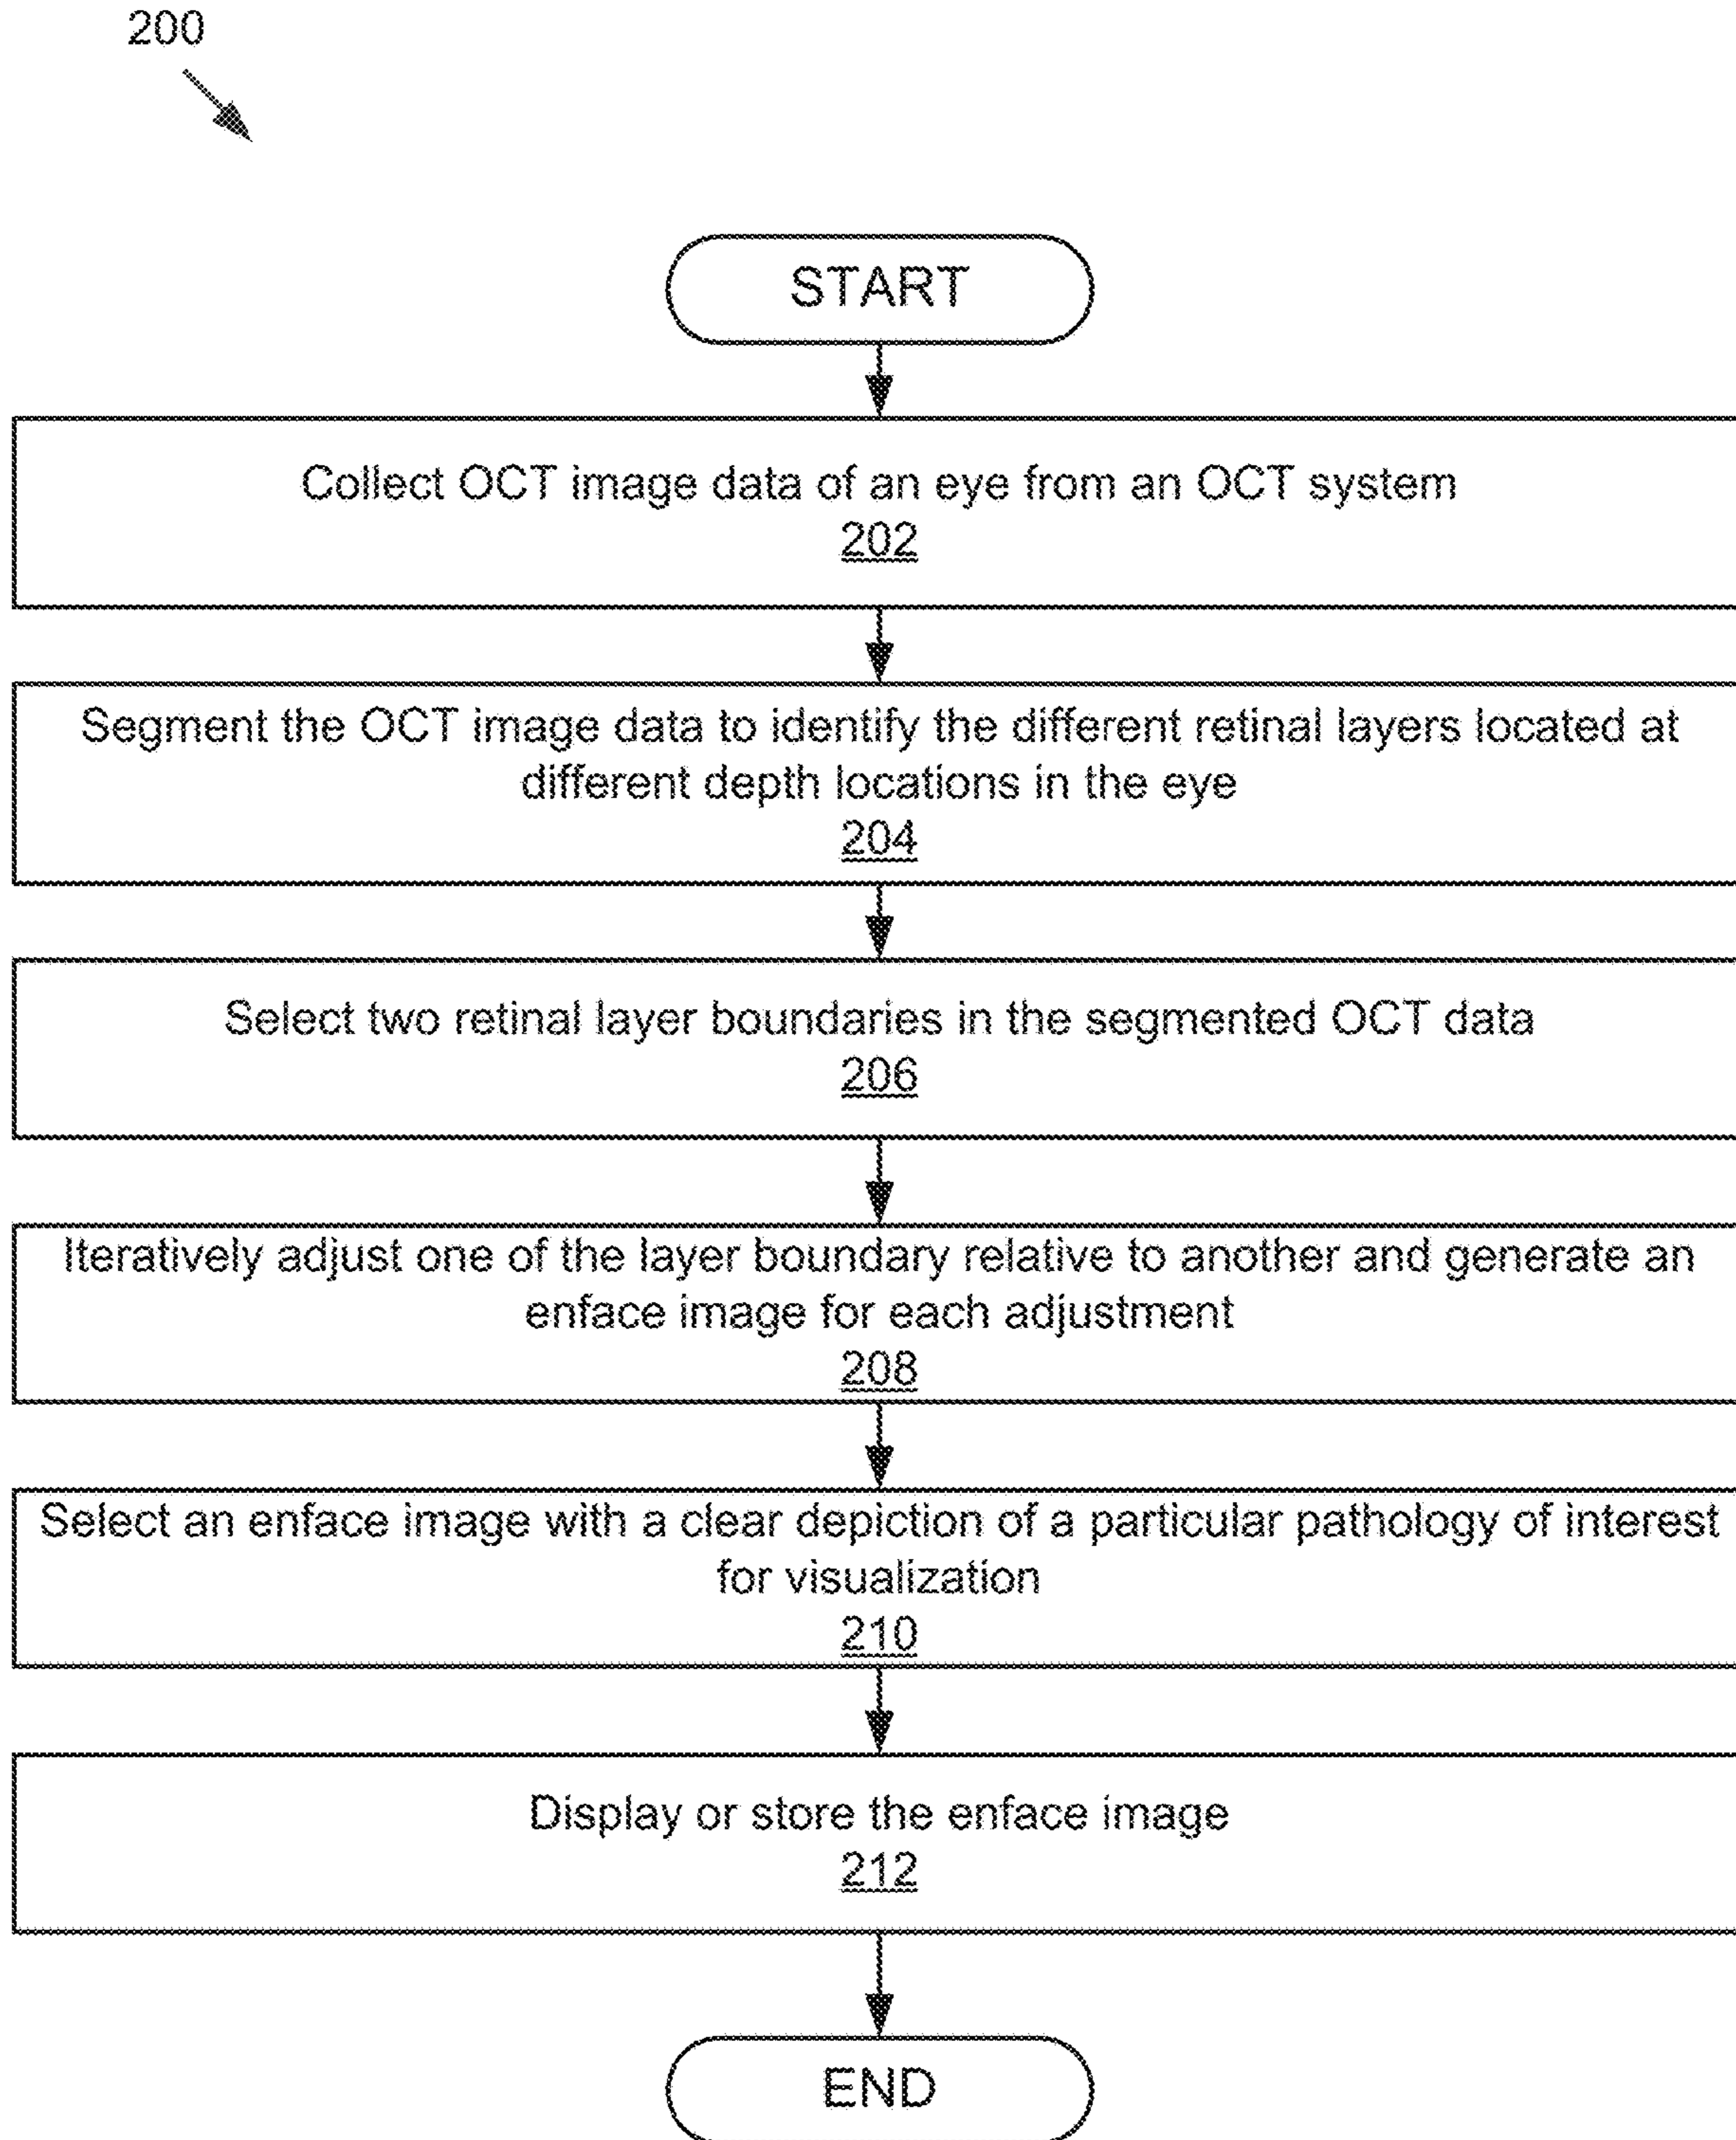 200
START
Collect OCT image data of an eye from an OCT system
202
Segment the OCT image data to identify the different retinal layers located at
different depth locations in the eye
204
Select two retinal layer boundaries in the segmented OCT data
206
Iteratively adjust one of the layer boundary relative to another and generate an
enface image for each adjustment
208
Select an enface image with a clear depiction of a particular pathology of interest
for visualization
210
Display or store the enface image
212
END